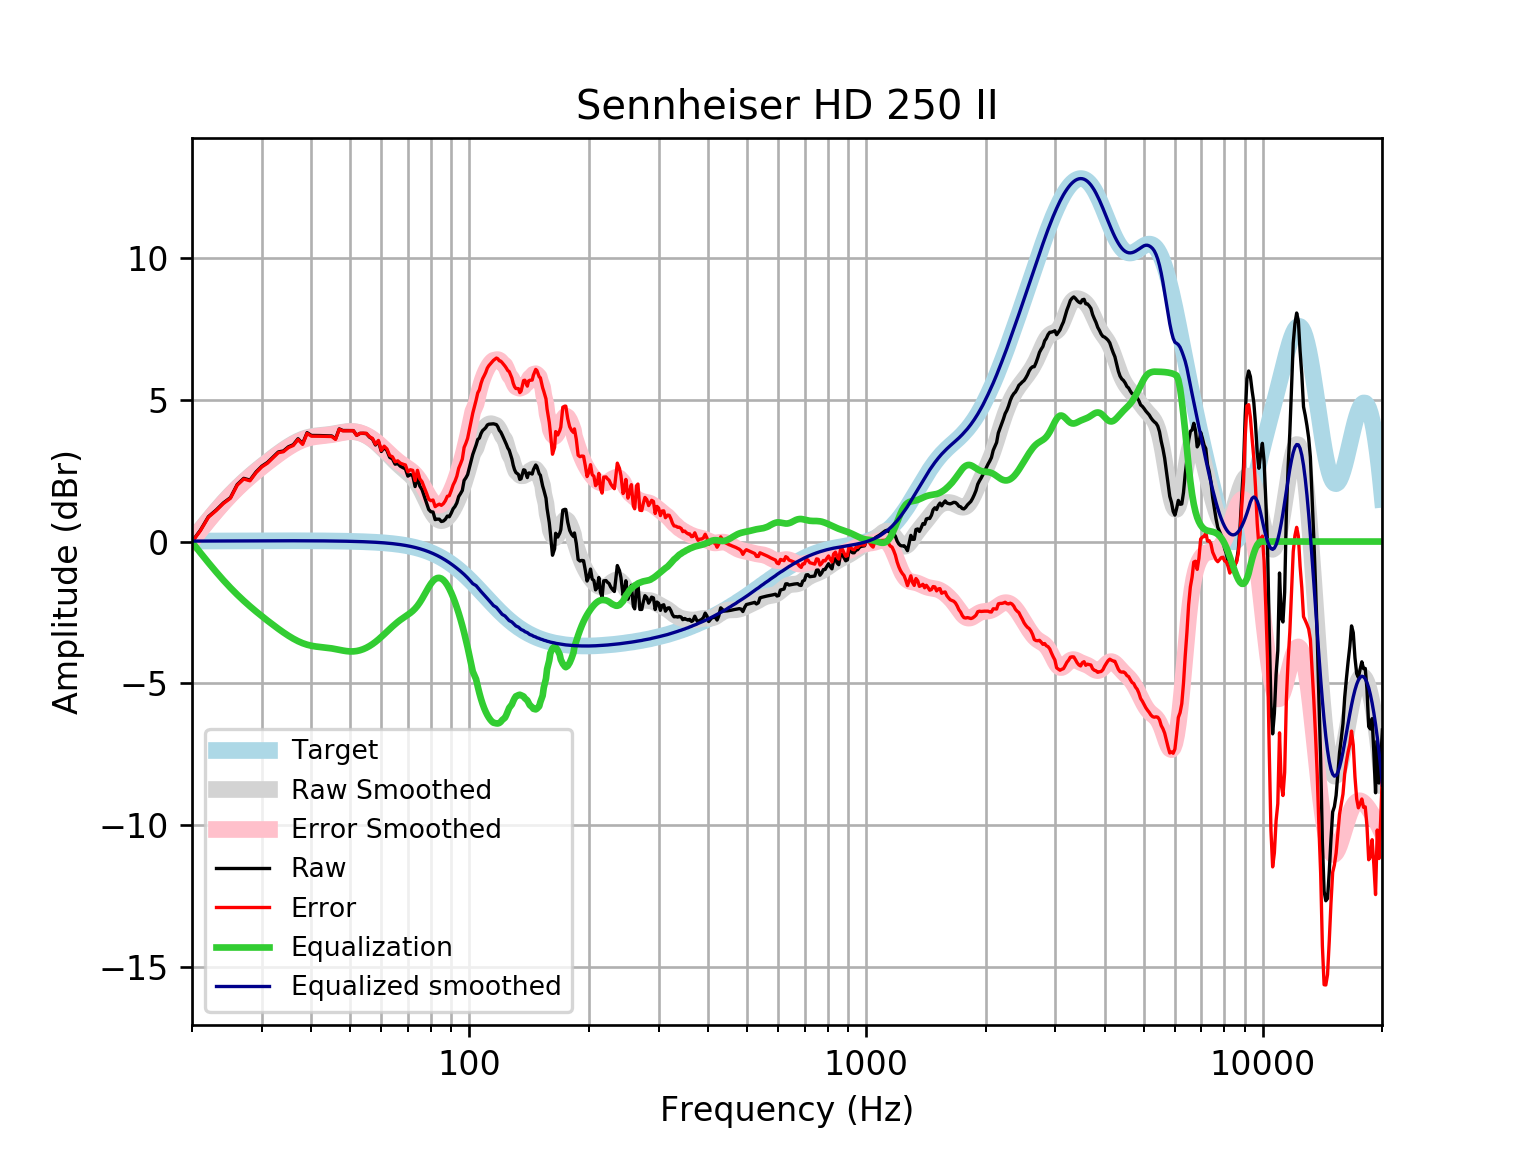 Sennheiser HD 250 II
Amplitude (dBr)
10
5
0
−5
−10
−15
Target
Raw Smoothed
Error Smoothed
Raw
Error
Equalization
Equalized smoothed
100
1000
10000
Frequency (Hz)